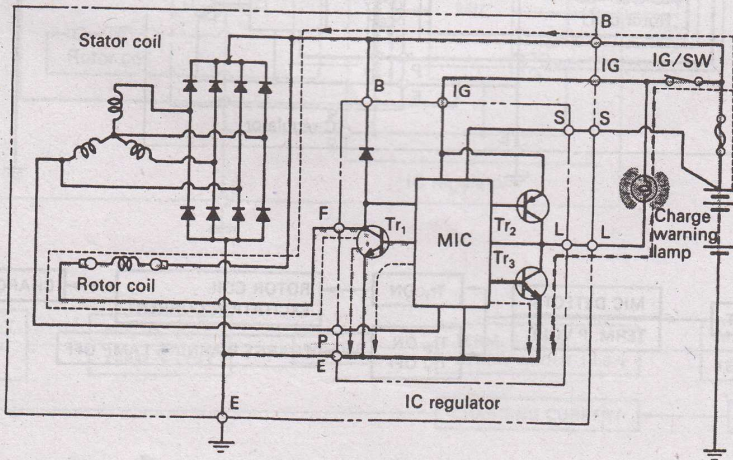 B
Stator coil
IG
IG/SW
B
IG
S
S
F
Tr1
MIC
Tr2
L
L
Charge
warning
lamp
Tr3
Rotor coil
P
E
IC regulator
E